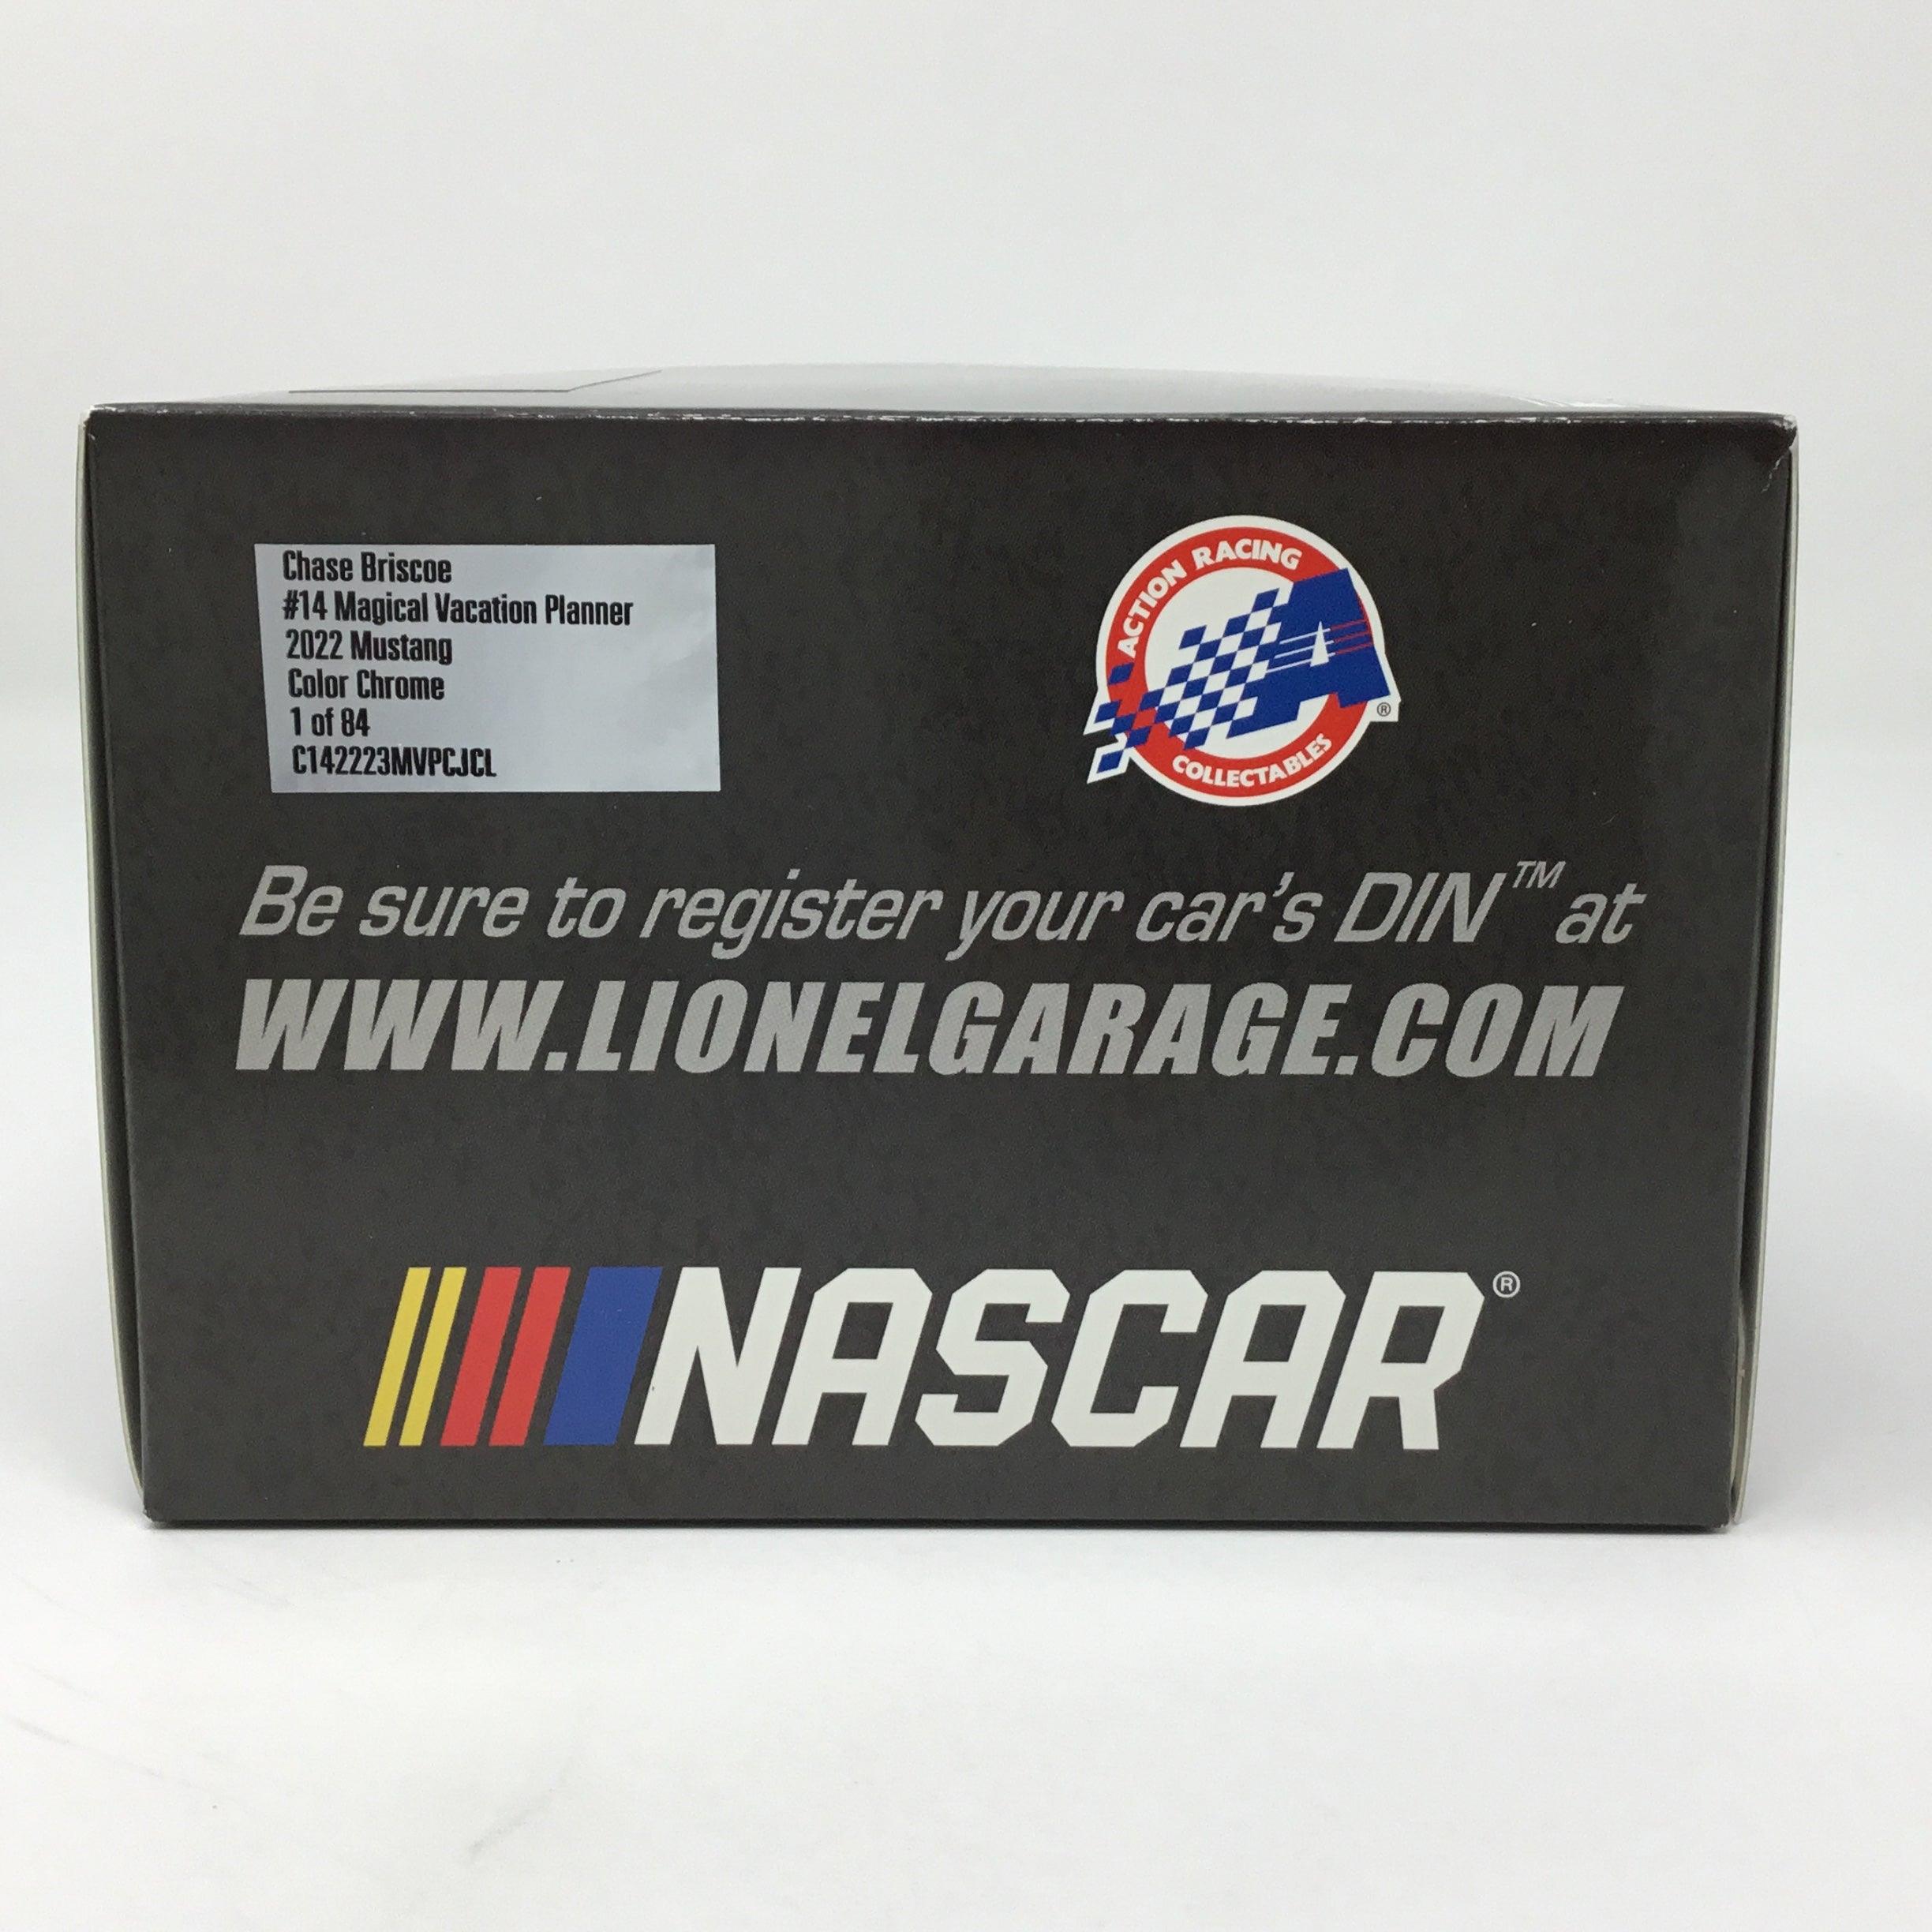 Chase Briscoe
#14 Magical Vacation Planner
2022 Mustang
Color Chrome
1 of 84
C142223MVPCJCL
ACTION RACING
A
®
COLLECTABLES
Be sure to register your car's DIN™ at
WWW.LIONELGARAGE.COM
NASCAR®